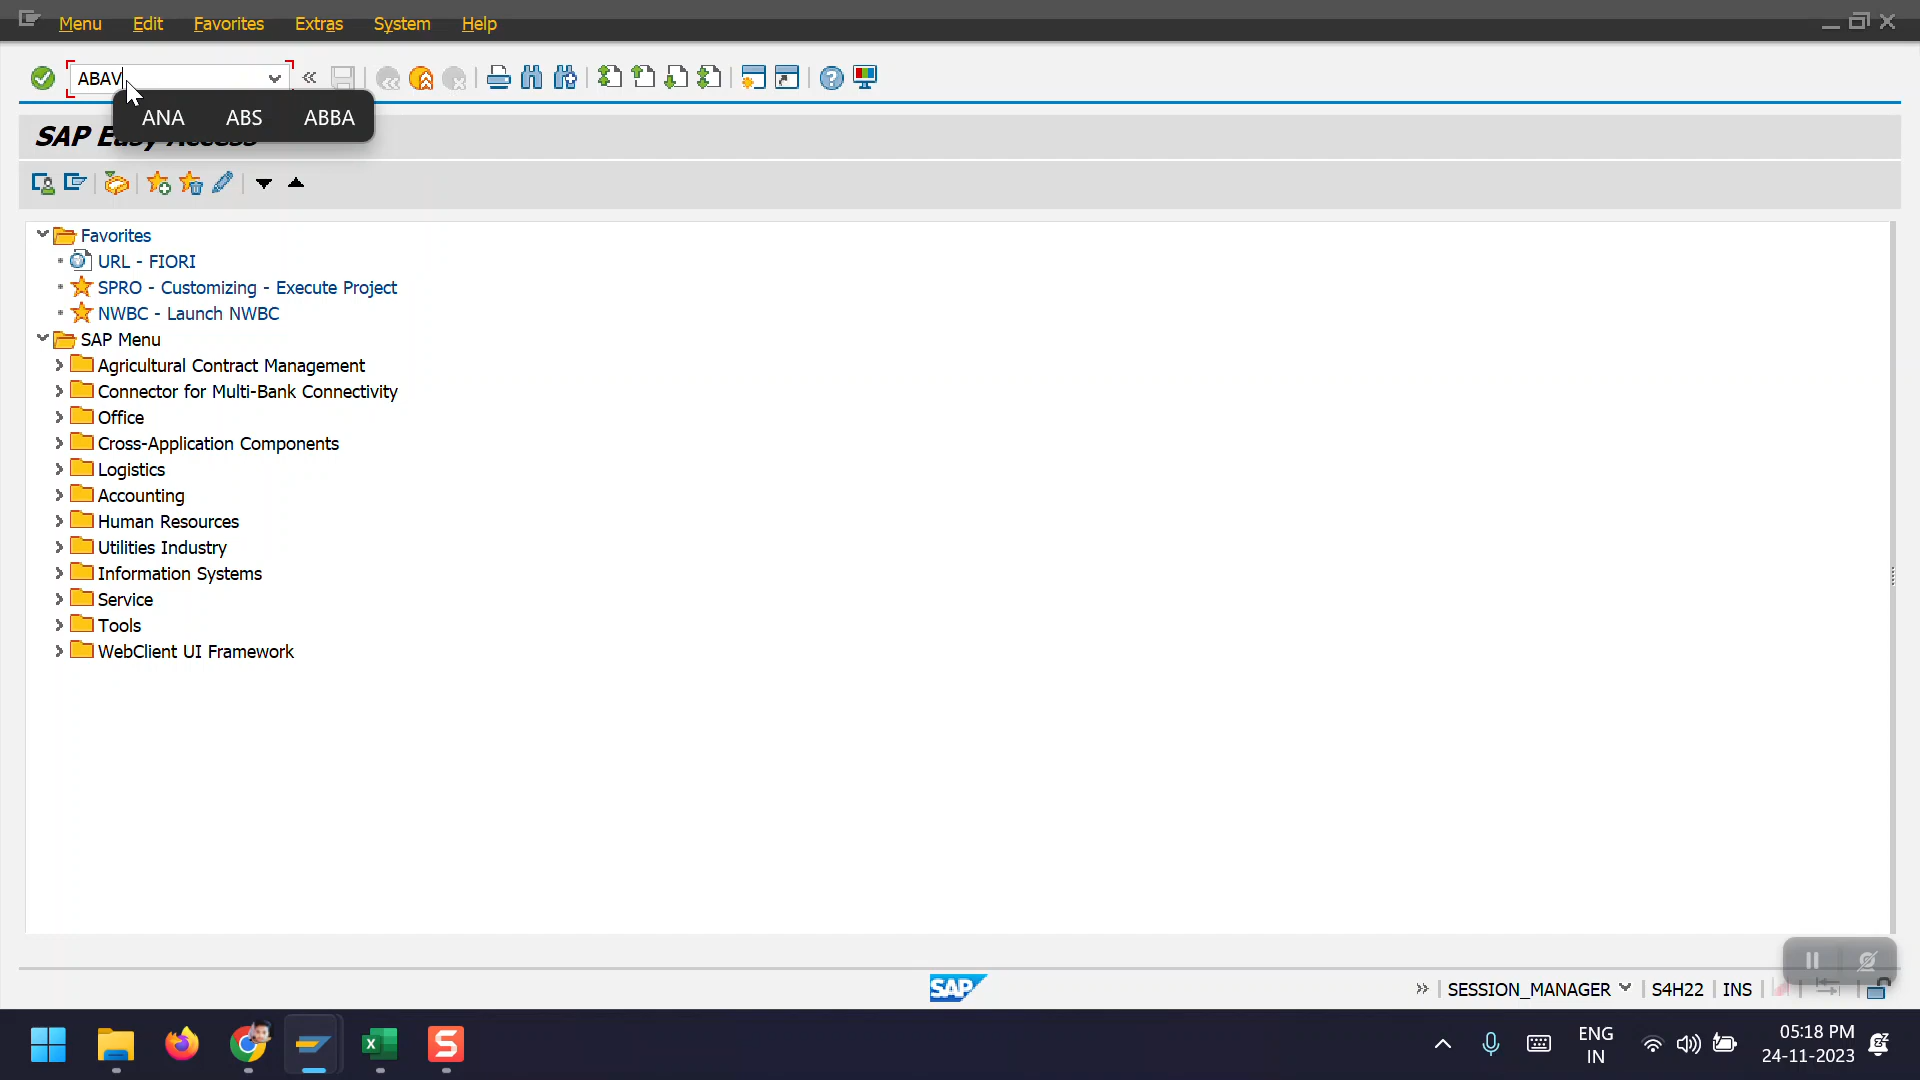 Menu Edit Favorites Extras System Help
ABAV
ANA ABS ABBA
SAP Easy Access
Favorites
URL - FIORI
SPRO - Customizing - Execute Project
NWBC - Launch NWBC
SAP Menu
Agricultural Contract Management
Connector for Multi-Bank Connectivity
Office
Cross-Application Components
Logistics
Accounting
Human Resources
Utilities Industry
Information Systems
Service
Tools
WebClient UI Framework
SAP
SESSION_MANAGER S4H22 INS
ENG
IN
05:18 PM
24-11-2023